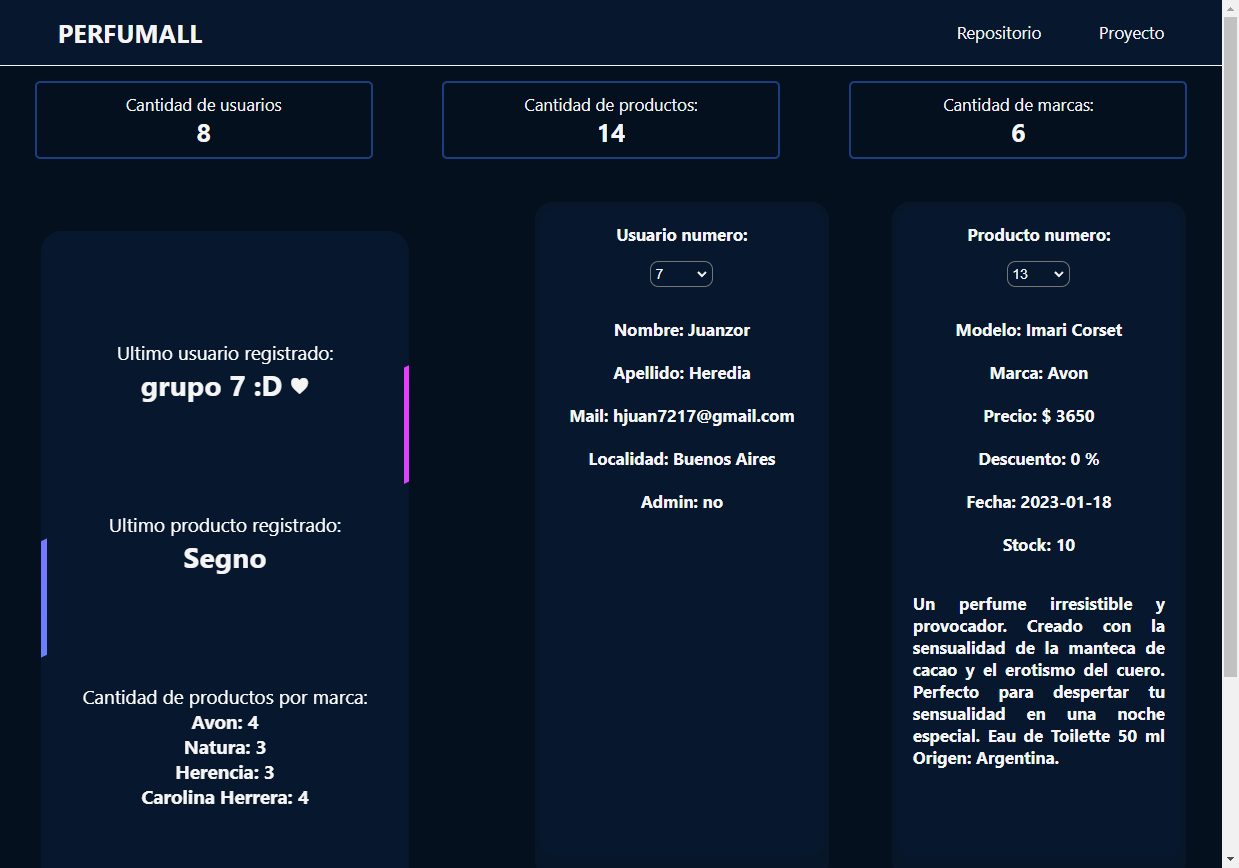 PERFUMALL
Repositorio
Proyecto
Cantidad de usuarios
8
Cantidad de productos:
14
Cantidad de marcas:
6
Ultimo usuario registrado:
grupo 7 :D ♥
Ultimo producto registrado:
Segno
Cantidad de productos por marca:
Avon: 4
Natura: 3
Herencia: 3
Carolina Herrera: 4
Usuario numero:
7
Nombre: Juanzor
Apellido: Heredia
Mail: hjuan7217@gmail.com
Localidad: Buenos Aires
Admin: no
Producto numero:
13
Modelo: Imari Corset
Marca: Avon
Precio: $ 3650
Descuento: 0 %
Fecha: 2023-01-18
Stock: 10
Un perfume irresistible y
provocador. Creado con la
sensualidad de la manteca de
cacao y el erotismo del cuero.
Perfecto para despertar tu
sensualidad en una noche
especial. Eau de Toilette 50 ml
Origen: Argentina.